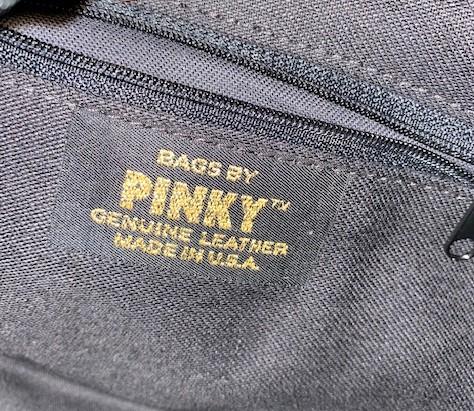 BAGS BY
PINKY™
GENUINE LEATHER
MADE IN U.S.A.